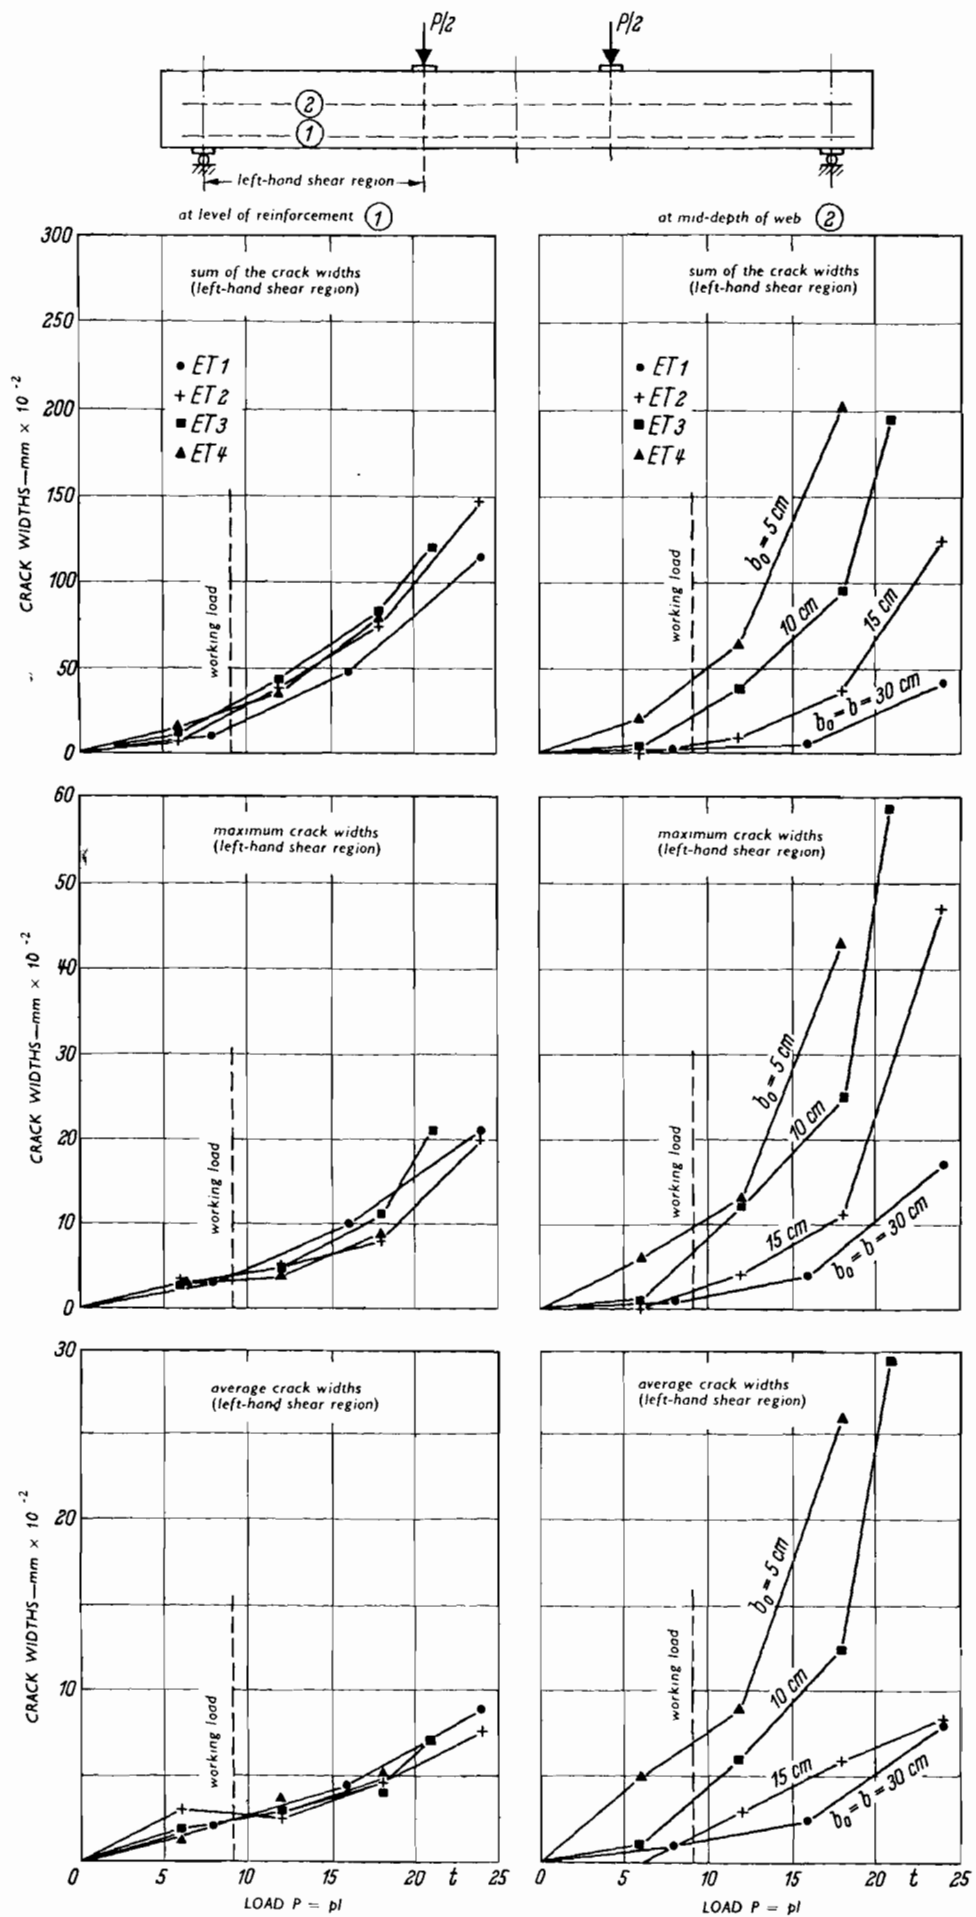 P/2 P/2
2
1
left-hand shear region
at level of reinforcement 1
at mid-depth of web 2
300
250
200
150
100
50
0
CRACK WIDTHS—mm × 10 -2
sum of the crack widths
(left-hand shear region)
ET1
ET2
ET3
ET4
working load
sum of the crack widths
(left-hand shear region)
ET1
ET2
ET3
ET4
working load
b₀ = 5 cm
10 cm
15 cm
b₀ = b = 30 cm
60
50
40
30
20
10
0
CRACK WIDTHS—mm × 10 -2
maximum crack widths
(left-hand shear region)
working load
maximum crack widths
(left-hand shear region)
working load
b₀ = 5 cm
10 cm
15 cm
b₀ = b = 30 cm
30
20
10
CRACK WIDTHS—mm × 10 -2
average crack widths
(left-hand shear region)
working load
average crack widths
(left-hand shear region)
working load
b₀ = 5 cm
10 cm
15 cm
b₀ = b = 30 cm
0 5 10 15 20 t 25
LOAD P = pl
0 5 10 15 20 t 25
LOAD P = pl